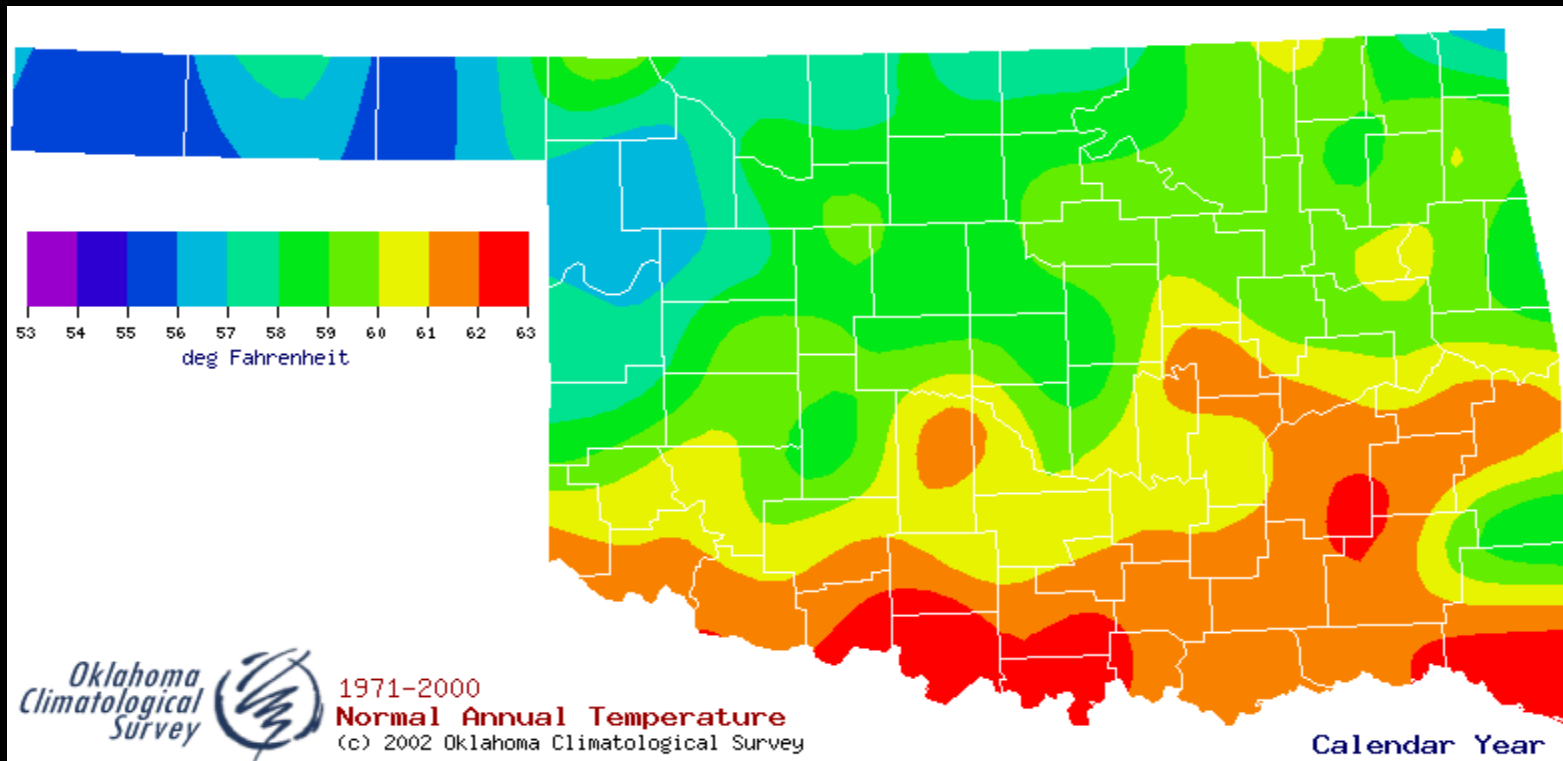 53 54 55 56 57 58 59 60 61 62 63
deg Fahrenheit
Oklahoma
Climatological
Survey
1971-2000
Normal Annual Temperature
(c) 2002 Oklahoma Climatological Survey
Calendar Year